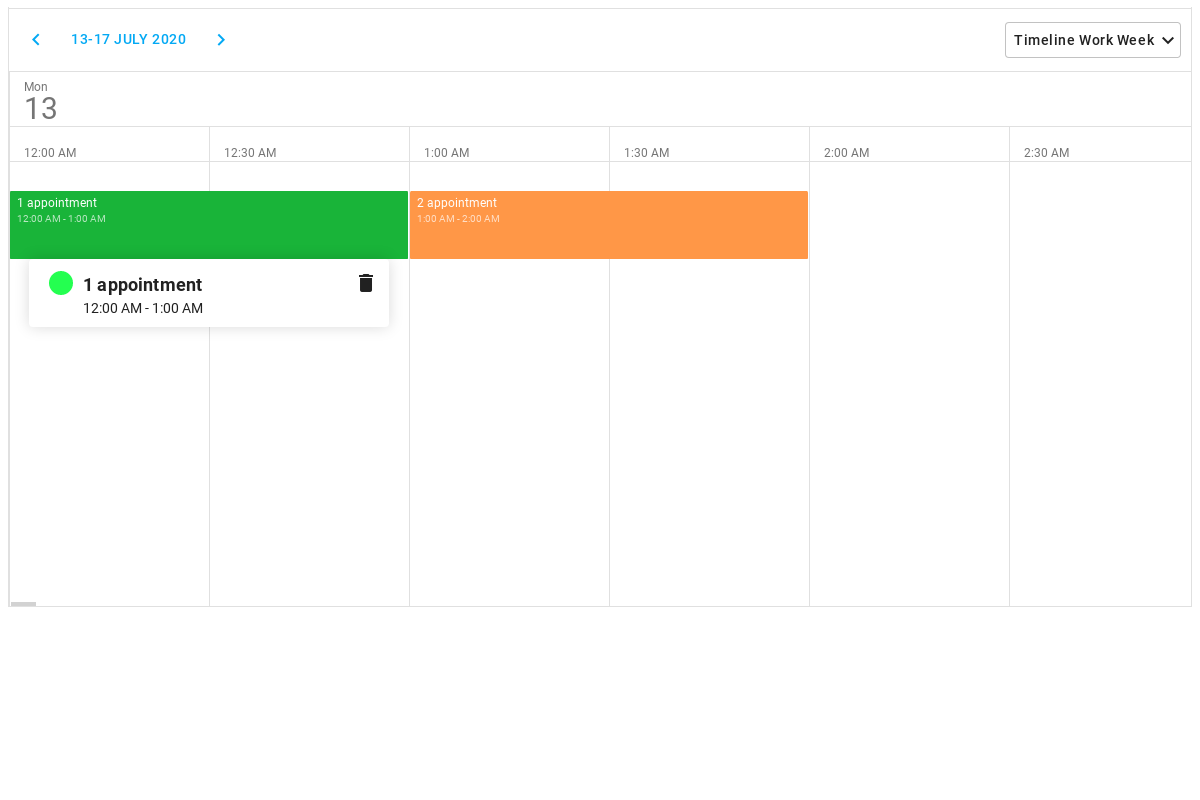 13-17 JULY 2020
Timeline Work Week
Mon
13
12:00 AM
12:30 AM
1:00 AM
1:30 AM
2:00 AM
2:30 AM
1 appointment
12:00 AM - 1:00 AM
2 appointment
1:00 AM - 2:00 AM
1 appointment
12:00 AM - 1:00 AM